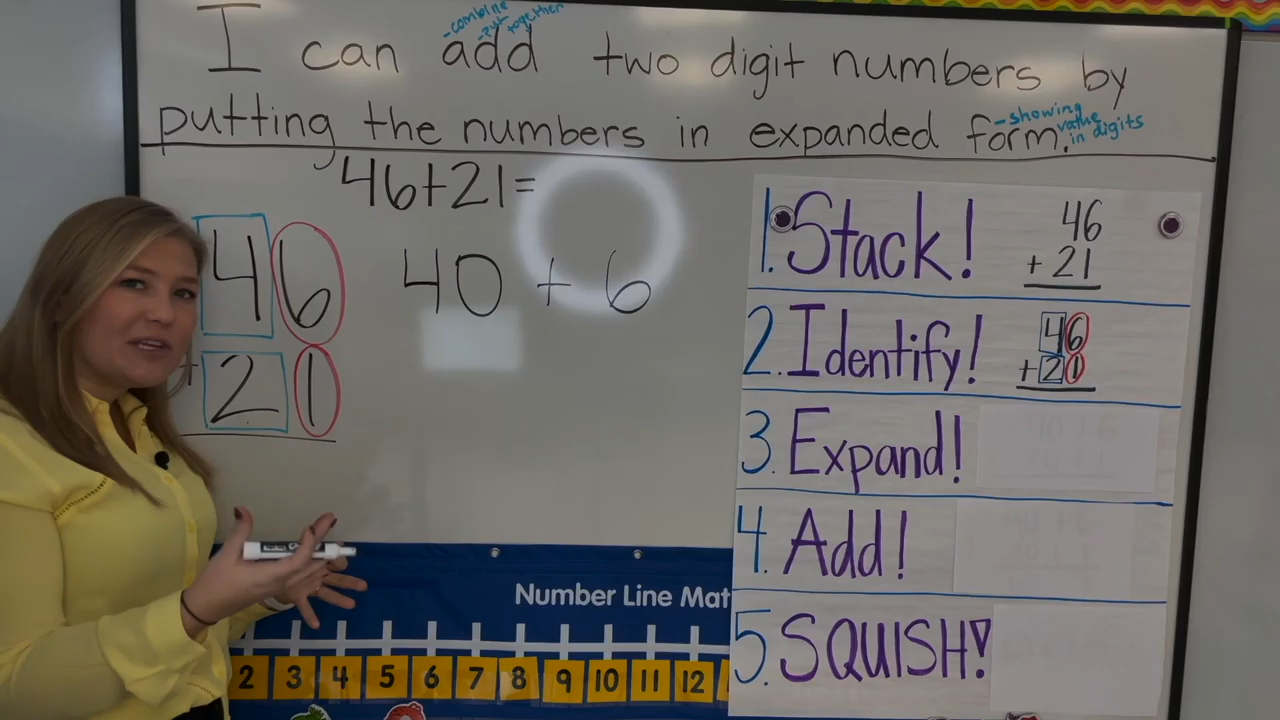 -combine
-put together
I can add two digit numbers by
putting the numbers in expanded form.
-showing
value
in digits
46+21=
46
+ 21
40 + 6
1. Stack!
46
+ 21
2. Identify!
46
+ 21
3. Expand!
4. Add!
5. SQUISH!
Number Line Mat
2 3 4 5 6 7 8 9 10 11 12